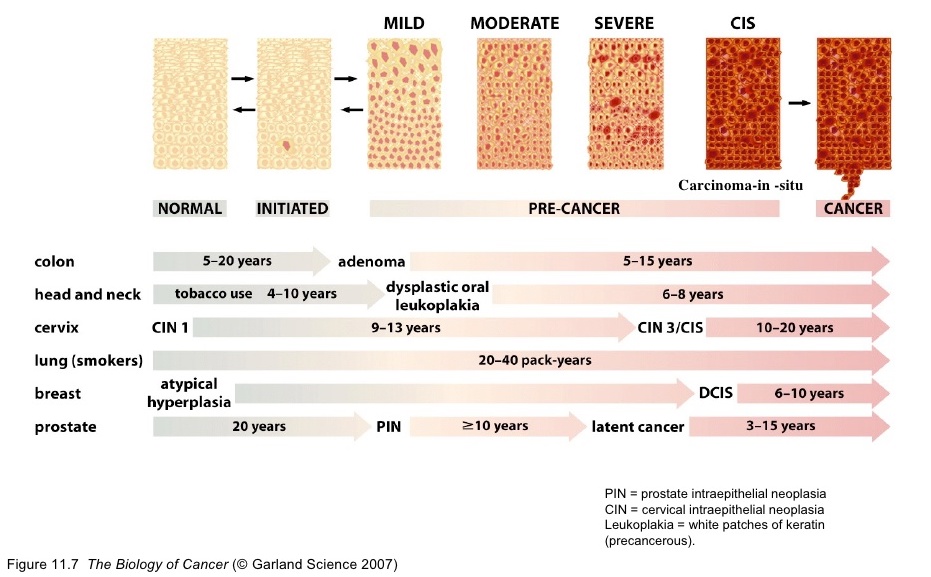 MILD MODERATE SEVERE CIS
Carcinoma-in -situ
NORMAL INITIATED PRE-CANCER CANCER
colon 5–20 years adenoma 5–15 years
head and neck tobacco use 4–10 years dysplastic oral
leukoplakia 6–8 years
cervix CIN 1 9–13 years CIN 3/CIS 10–20 years
lung (smokers) 20–40 pack-years
breast atypical
hyperplasia DCIS 6–10 years
prostate 20 years PIN ≥10 years latent cancer 3–15 years
PIN = prostate intraepithelial neoplasia
CIN = cervical intraepithelial neoplasia
Leukoplakia = white patches of keratin
(precancerous).
Figure 11.7 The Biology of Cancer (© Garland Science 2007)